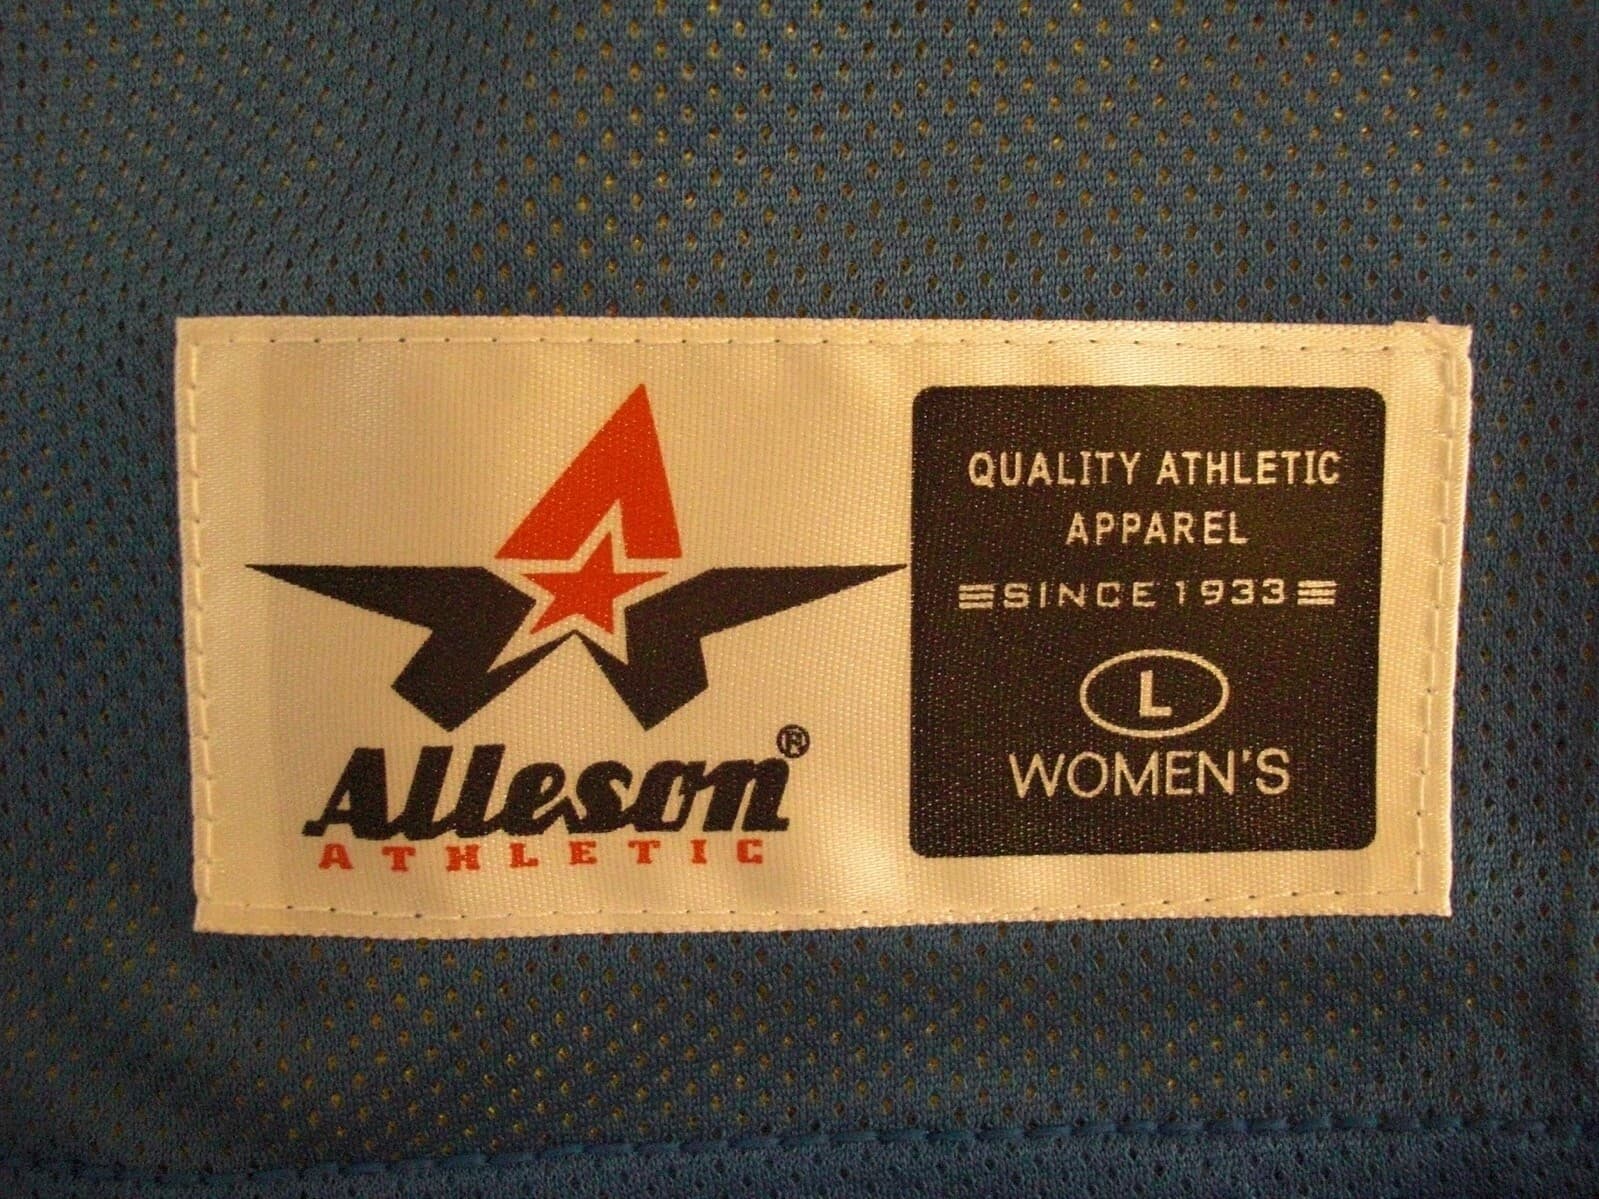 Alleson®
ATHLETIC
QUALITY ATHLETIC
APPAREL
SINCE 1933
L
WOMEN'S